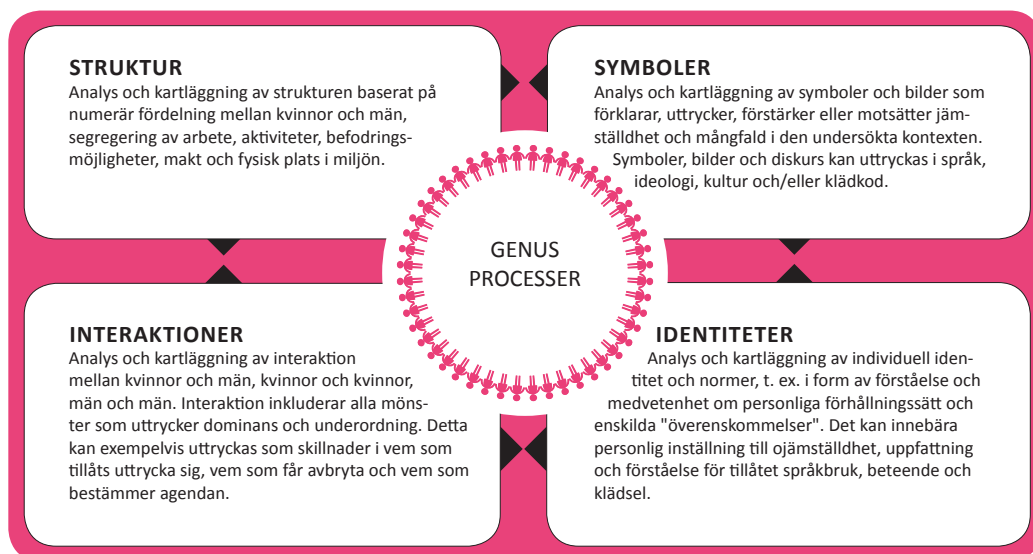 STRUKTUR
Analys och kartläggning av strukturen baserat på
numerär fördelning mellan kvinnor och män,
segregering av arbete, aktiviteter, befodrings-
möjligheter, makt och fysisk plats i miljön.
SYMBOLER
Analys och kartläggning av symboler och bilder som
förklarar, uttrycker, förstärker eller motsätter jäm-
ställdhet och mångfald i den undersökta kontexten.
Symboler, bilder och diskurs kan uttryckas i språk,
ideologi, kultur och/eller klädkod.
GENUS
PROCESSER
INTERAKTIONER
Analys och kartläggning av interaktion
mellan kvinnor och män, kvinnor och kvinnor,
män och män. Interaktion inkluderar alla möns-
ter som uttrycker dominans och underordning. Detta
kan exempelvis uttryckas som skillnader i vem som
tillåts uttrycka sig, vem som får avbryta och vem som
bestämmer agendan.
IDENTITETER
Analys och kartläggning av individuell iden-
titet och normer, t. ex. i form av förståelse och
medvetenhet om personliga förhållningssätt och
enskilda "överenskommelser". Det kan innebära
personlig inställning till ojämställdhet, uppfattning
och förståelse för tillåtet språkbruk, beteende och
klädsel.